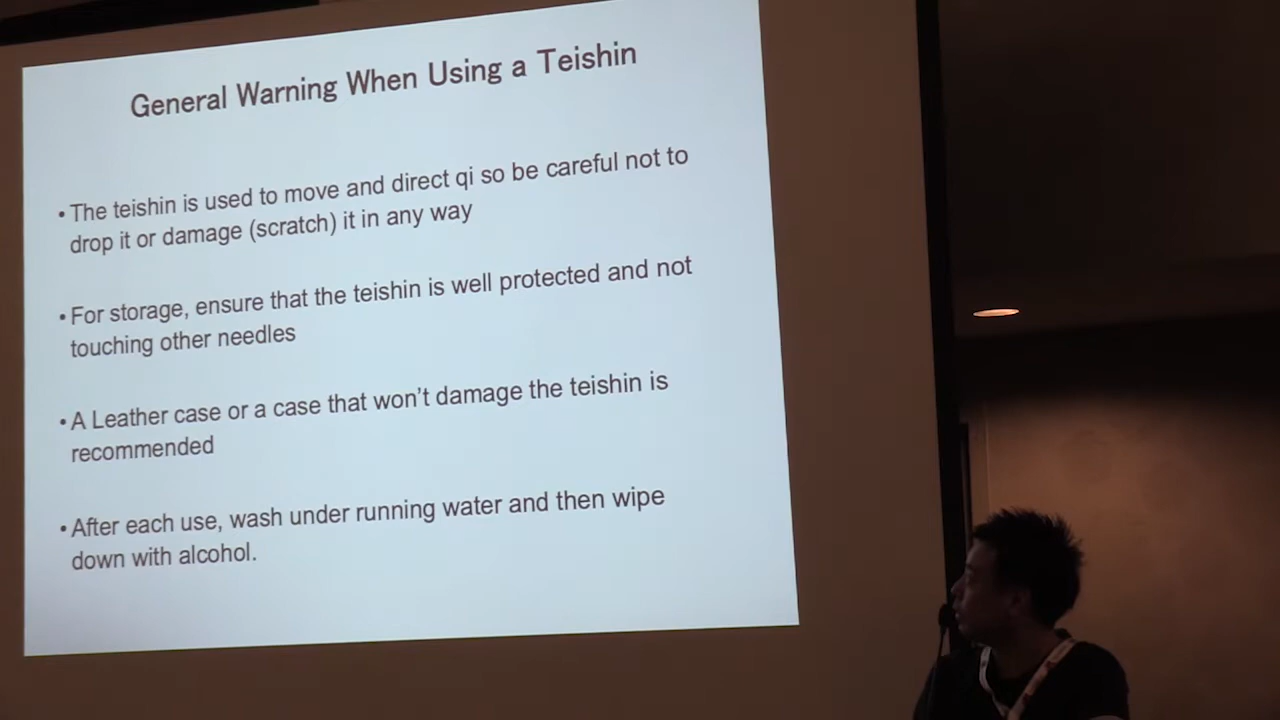 General Warning When Using a Teishin
• The teishin is used to move and direct qi so be careful not to
drop it or damage (scratch) it in any way
• For storage, ensure that the teishin is well protected and not
touching other needles
• A Leather case or a case that won't damage the teishin is
recommended
• After each use, wash under running water and then wipe
down with alcohol.